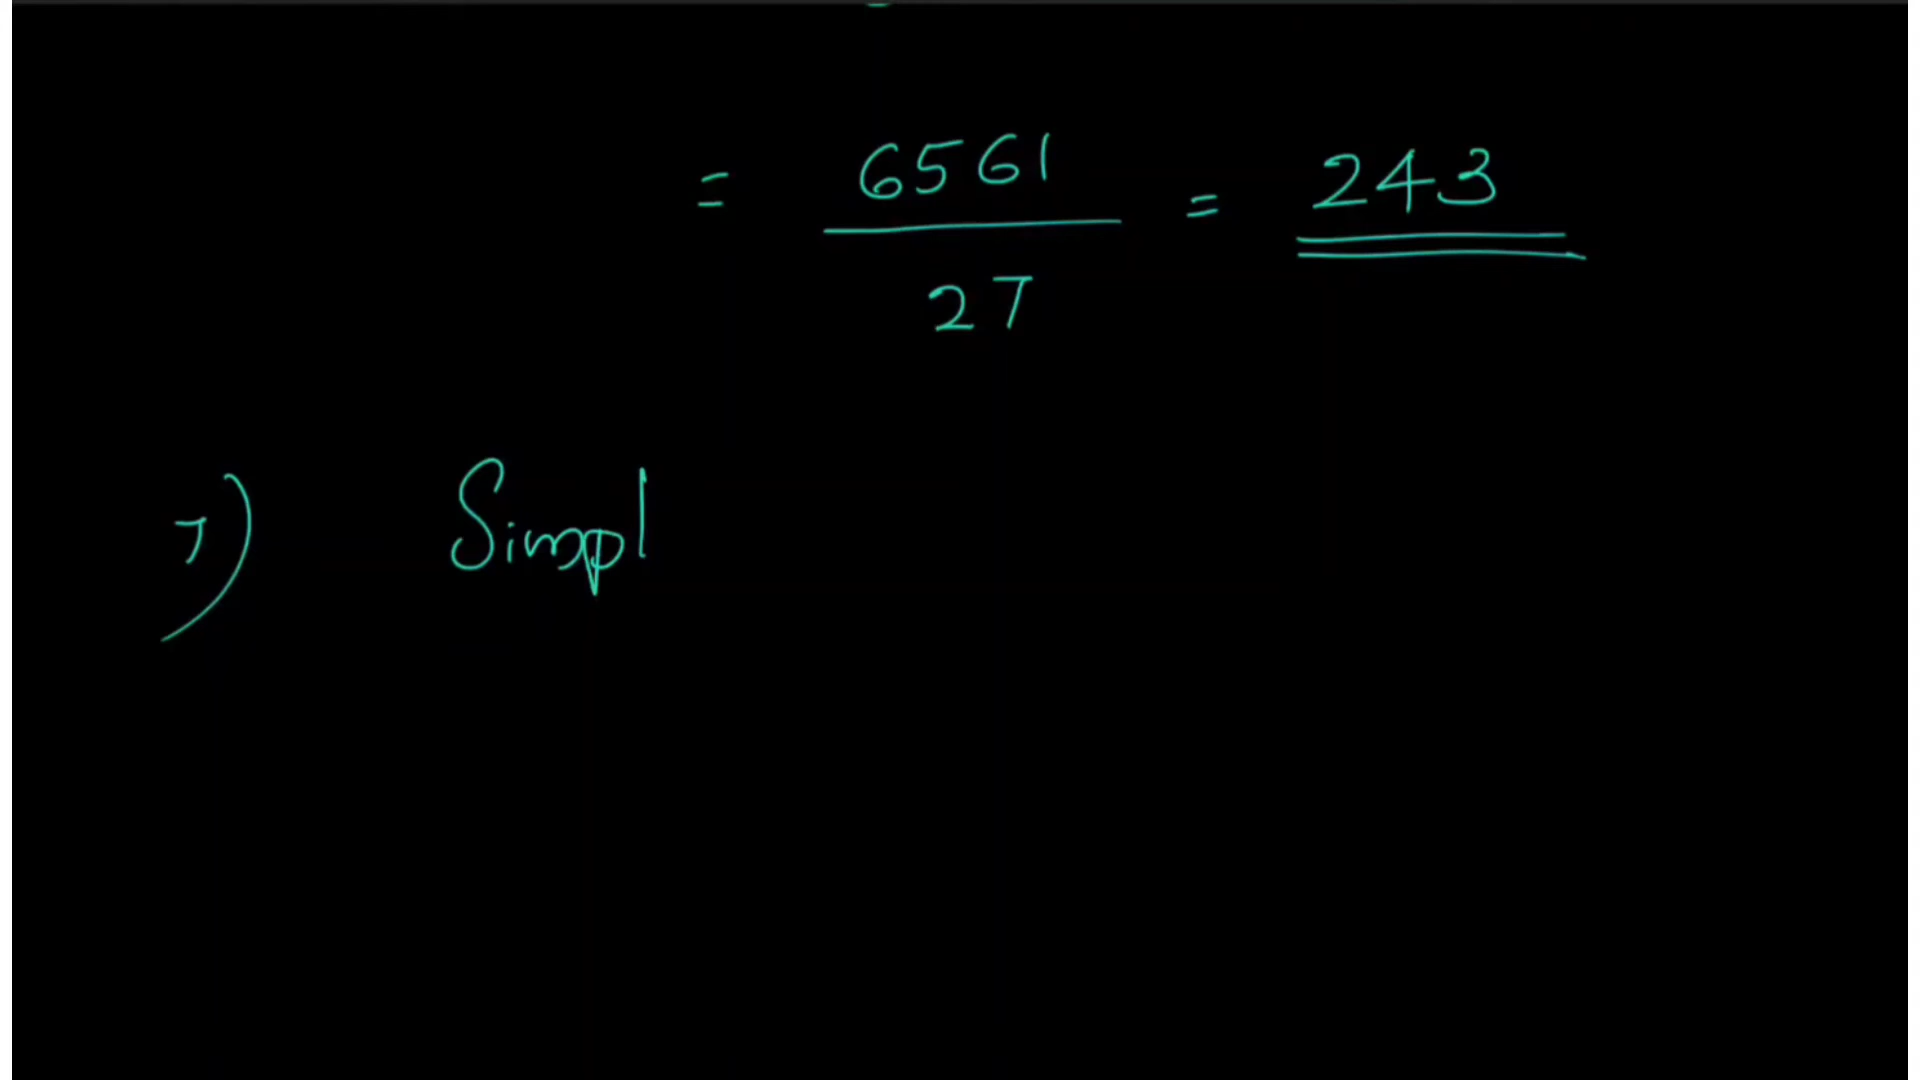 = 6561/27 = 243
7) Simpl